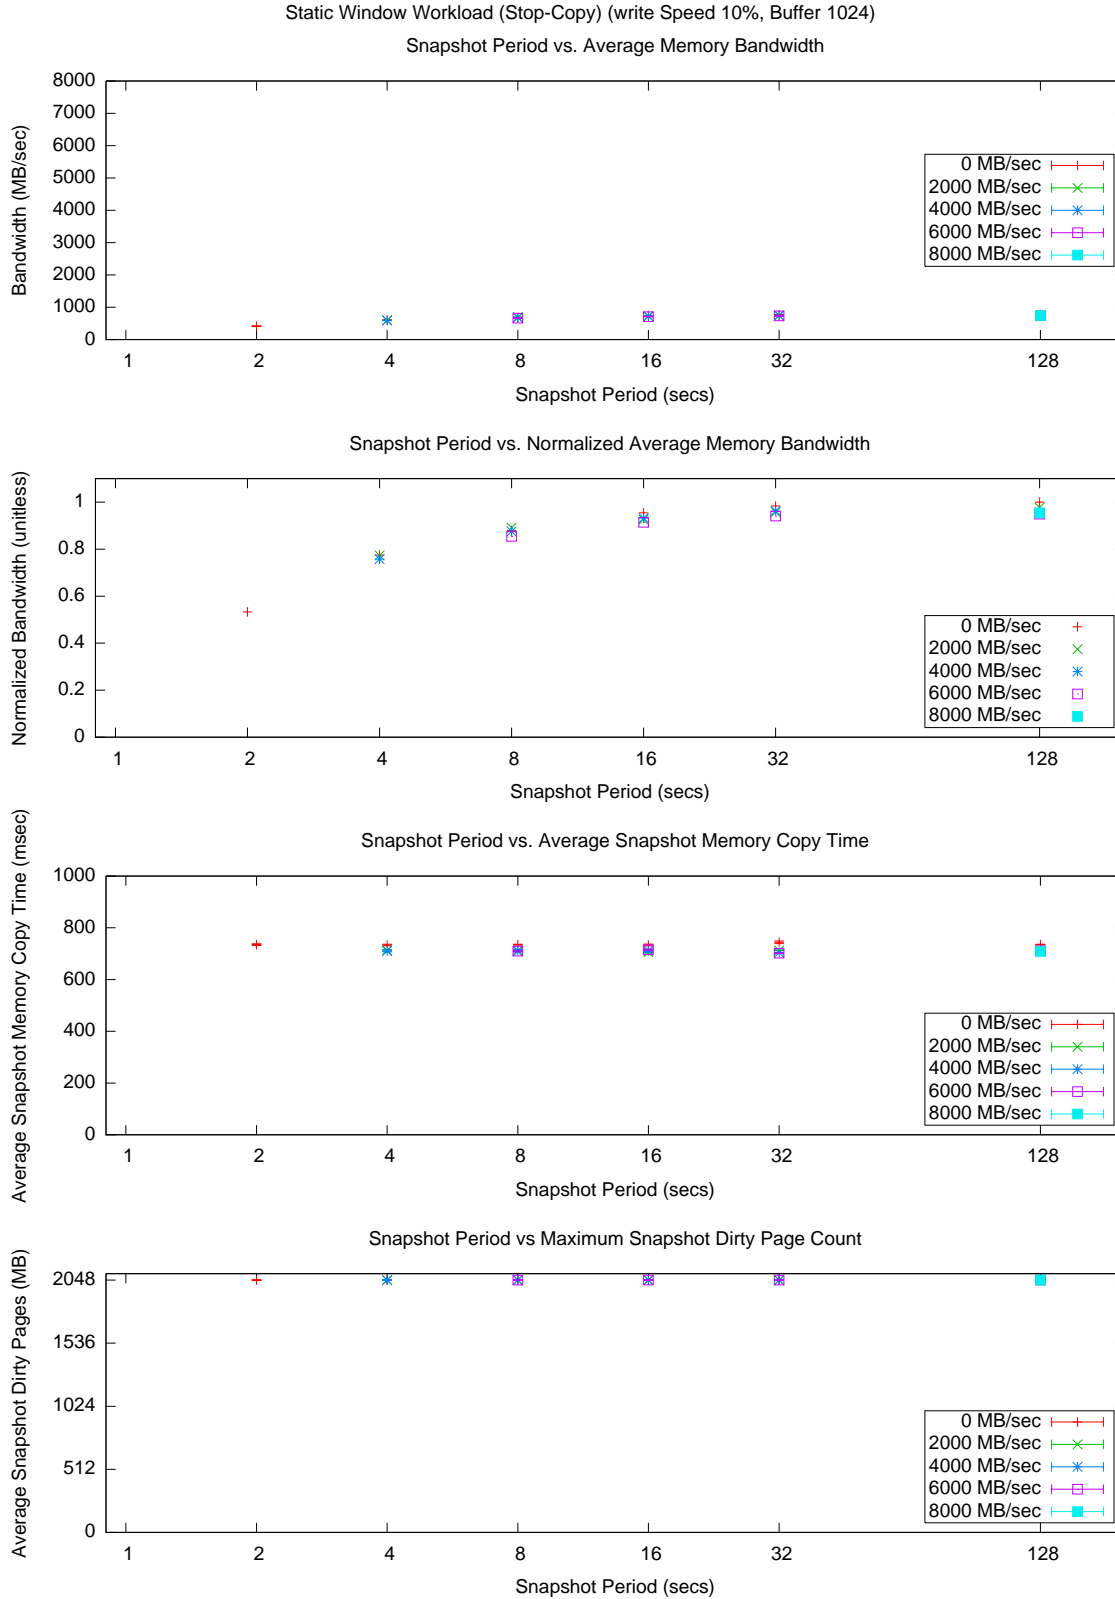 Static Window Workload (Stop-Copy) (write Speed 10%, Buffer 1024)
Snapshot Period vs. Average Memory Bandwidth
Bandwidth (MB/sec)
8000
7000
6000
5000
4000
3000
2000
1000
0
0 MB/sec
2000 MB/sec
4000 MB/sec
6000 MB/sec
8000 MB/sec
1 2 4 8 16 32 128
Snapshot Period (secs)
Snapshot Period vs. Normalized Average Memory Bandwidth
Normalized Bandwidth (unitless)
1
0.8
0.6
0.4
0.2
0
0 MB/sec
2000 MB/sec
4000 MB/sec
6000 MB/sec
8000 MB/sec
1 2 4 8 16 32 128
Snapshot Period (secs)
Snapshot Period vs. Average Snapshot Memory Copy Time
Average Snapshot Memory Copy Time (msec)
1000
800
600
400
200
0
0 MB/sec
2000 MB/sec
4000 MB/sec
6000 MB/sec
8000 MB/sec
1 2 4 8 16 32 128
Snapshot Period (secs)
Snapshot Period vs Maximum Snapshot Dirty Page Count
Average Snapshot Dirty Pages (MB)
2048
1536
1024
512
0
0 MB/sec
2000 MB/sec
4000 MB/sec
6000 MB/sec
8000 MB/sec
1 2 4 8 16 32 128
Snapshot Period (secs)